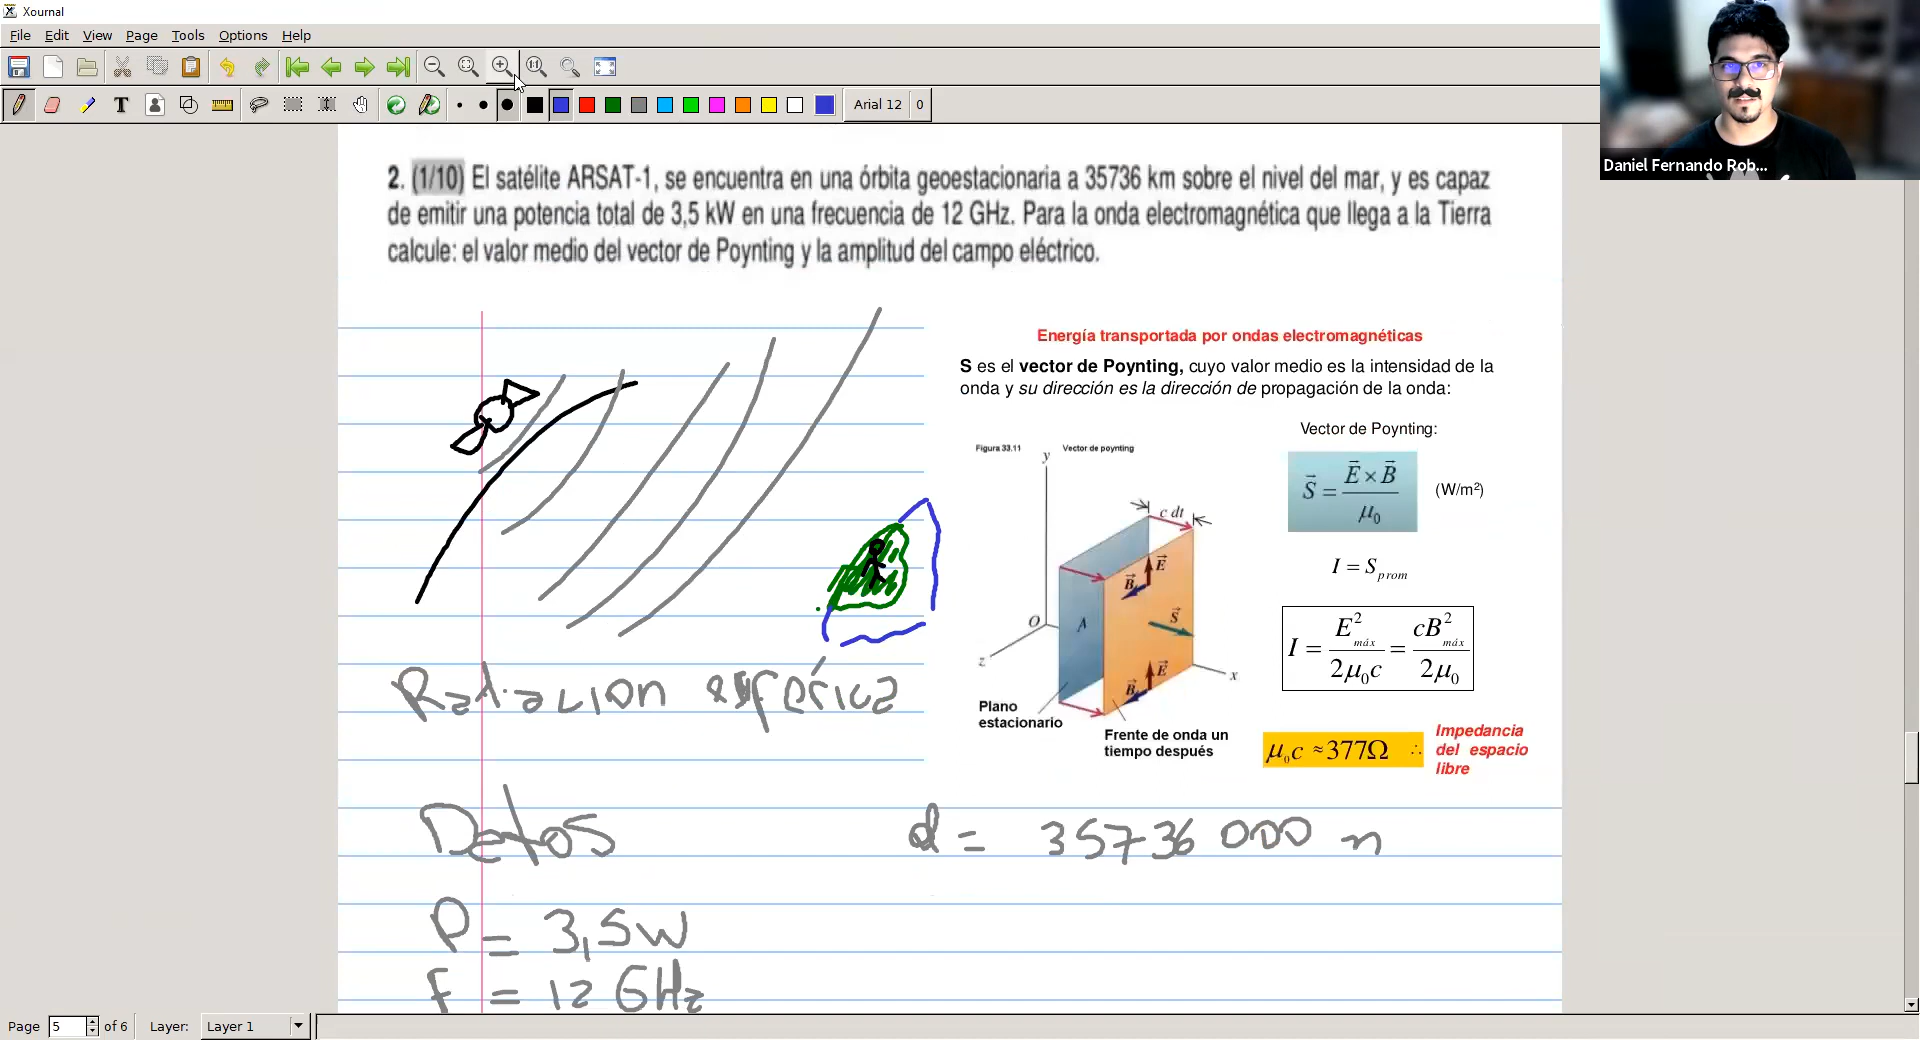 Xournal
File Edit View Page Tools Options Help
Arial 12 0
Daniel Fernando Rob...
2. (1/10) El satélite ARSAT-1, se encuentra en una órbita geoestacionaria a 35736 km sobre el nivel del mar, y es capaz
de emitir una potencia total de 3,5 kW en una frecuencia de 12 GHz. Para la onda electromagnética que llega a la Tierra
calcule: el valor medio del vector de Poynting y la amplitud del campo eléctrico.
Energía transportada por ondas electromagnéticas
S es el vector de Poynting, cuyo valor medio es la intensidad de la
onda y su dirección es la dirección de propagación de la onda:
Vector de Poynting:
Figura 33.11 Vector de poynting
y
S⃗ = E⃗ × B⃗ / μ₀ (W/m²)
c dt
I = S prom
E⃗
B⃗
S⃗
O
A
z
x
E⃗
B⃗
I = E²máx / 2μ₀c = cB²máx / 2μ₀
Plano
estacionario
Frente de onda un
tiempo después
μ₀c ≈377Ω ∴
Impedancia
del espacio
libre
Radiacion esférica
Datos
d = 35736 000 m
P = 3,5W
F = 12 GHz
Page 5 of 6 Layer: Layer 1